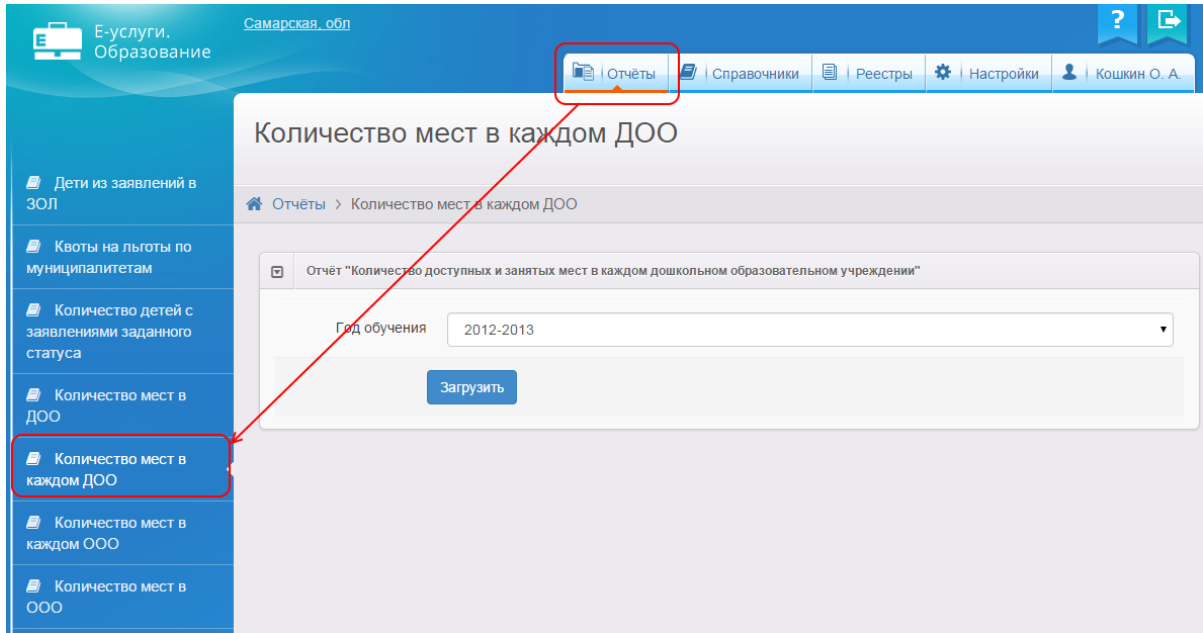 Е-услуги.
Образование
Самарская, обл
?
Отчёты
Справочники
Реестры
Настройки
Кошкин О. А.
Количество мест в каждом ДОО
Отчёты > Количество мест в каждом ДОО
Дети из заявлений в
ЗОЛ
Квоты на льготы по
муниципалитетам
Количество детей с
заявлениями заданного
статуса
Количество мест в
ДОО
Количество мест в
каждом ДОО
Количество мест в
каждом ООО
Количество мест в
ООО
Отчёт "Количество доступных и занятых мест в каждом дошкольном образовательном учреждении"
Год обучения
2012-2013
Загрузить